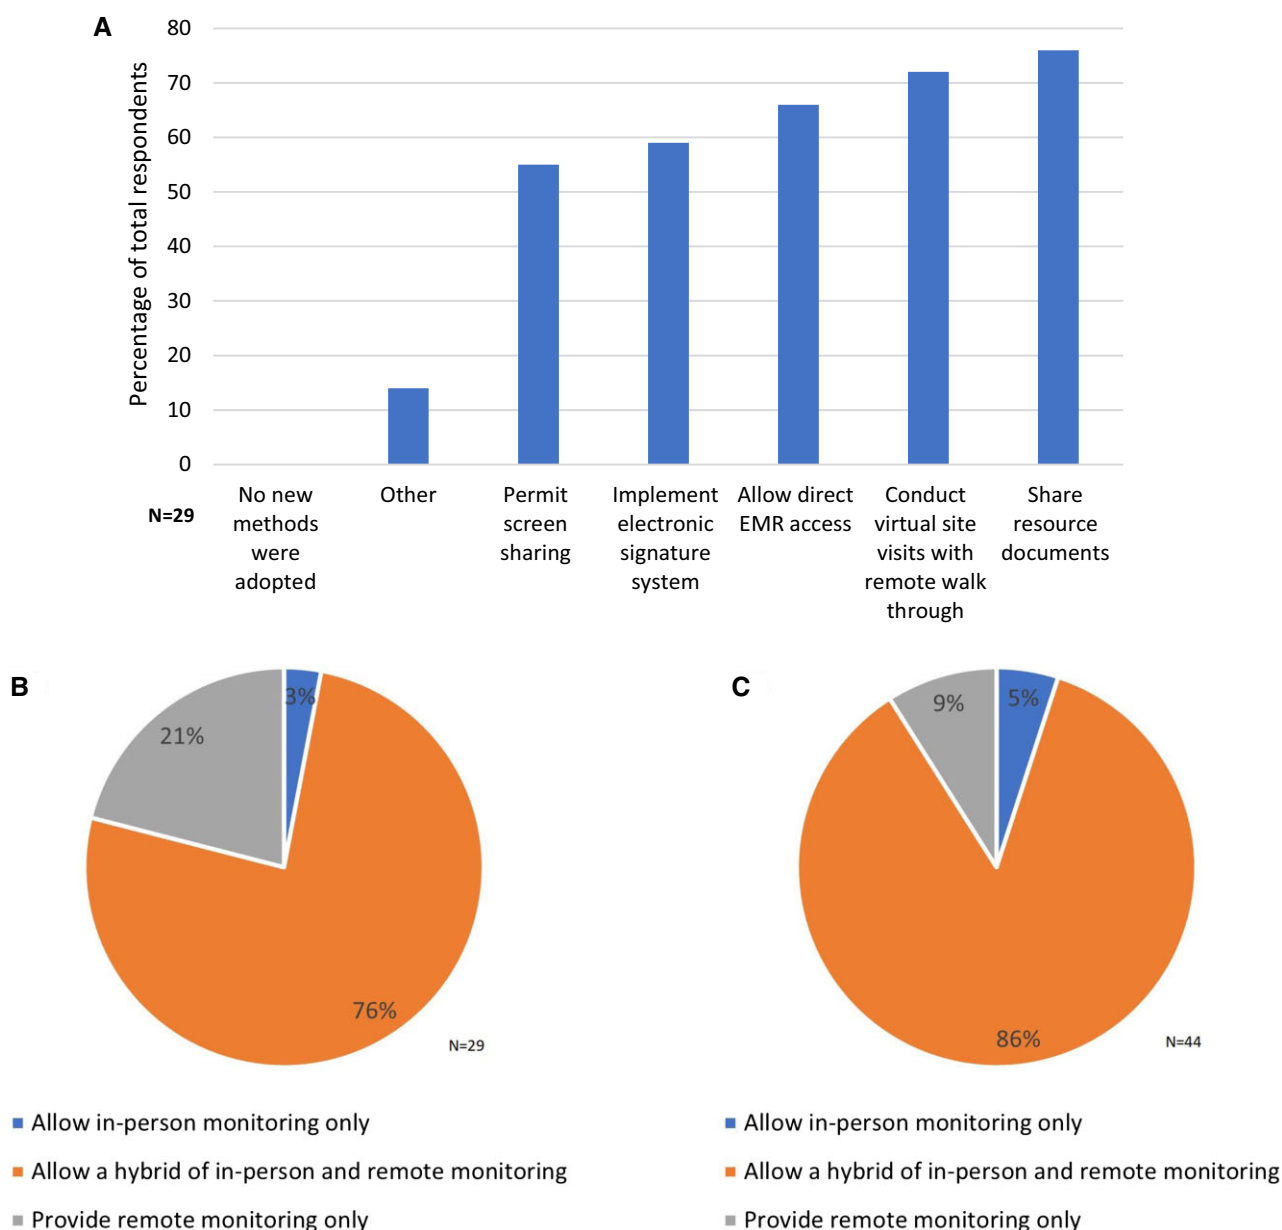 A
Percentage of total respondents
80
70
60
50
40
30
20
10
0
N=29
No new
methods
were
adopted
Other
Permit
screen
sharing
Implement
electronic
signature
system
Allow direct
EMR access
Conduct
virtual site
visits with
remote walk
through
Share
resource
documents
B
3%
21%
76%
N=29
Allow in-person monitoring only
Allow a hybrid of in-person and remote monitoring
Provide remote monitoring only
C
5%
9%
86%
N=44
Allow in-person monitoring only
Allow a hybrid of in-person and remote monitoring
Provide remote monitoring only